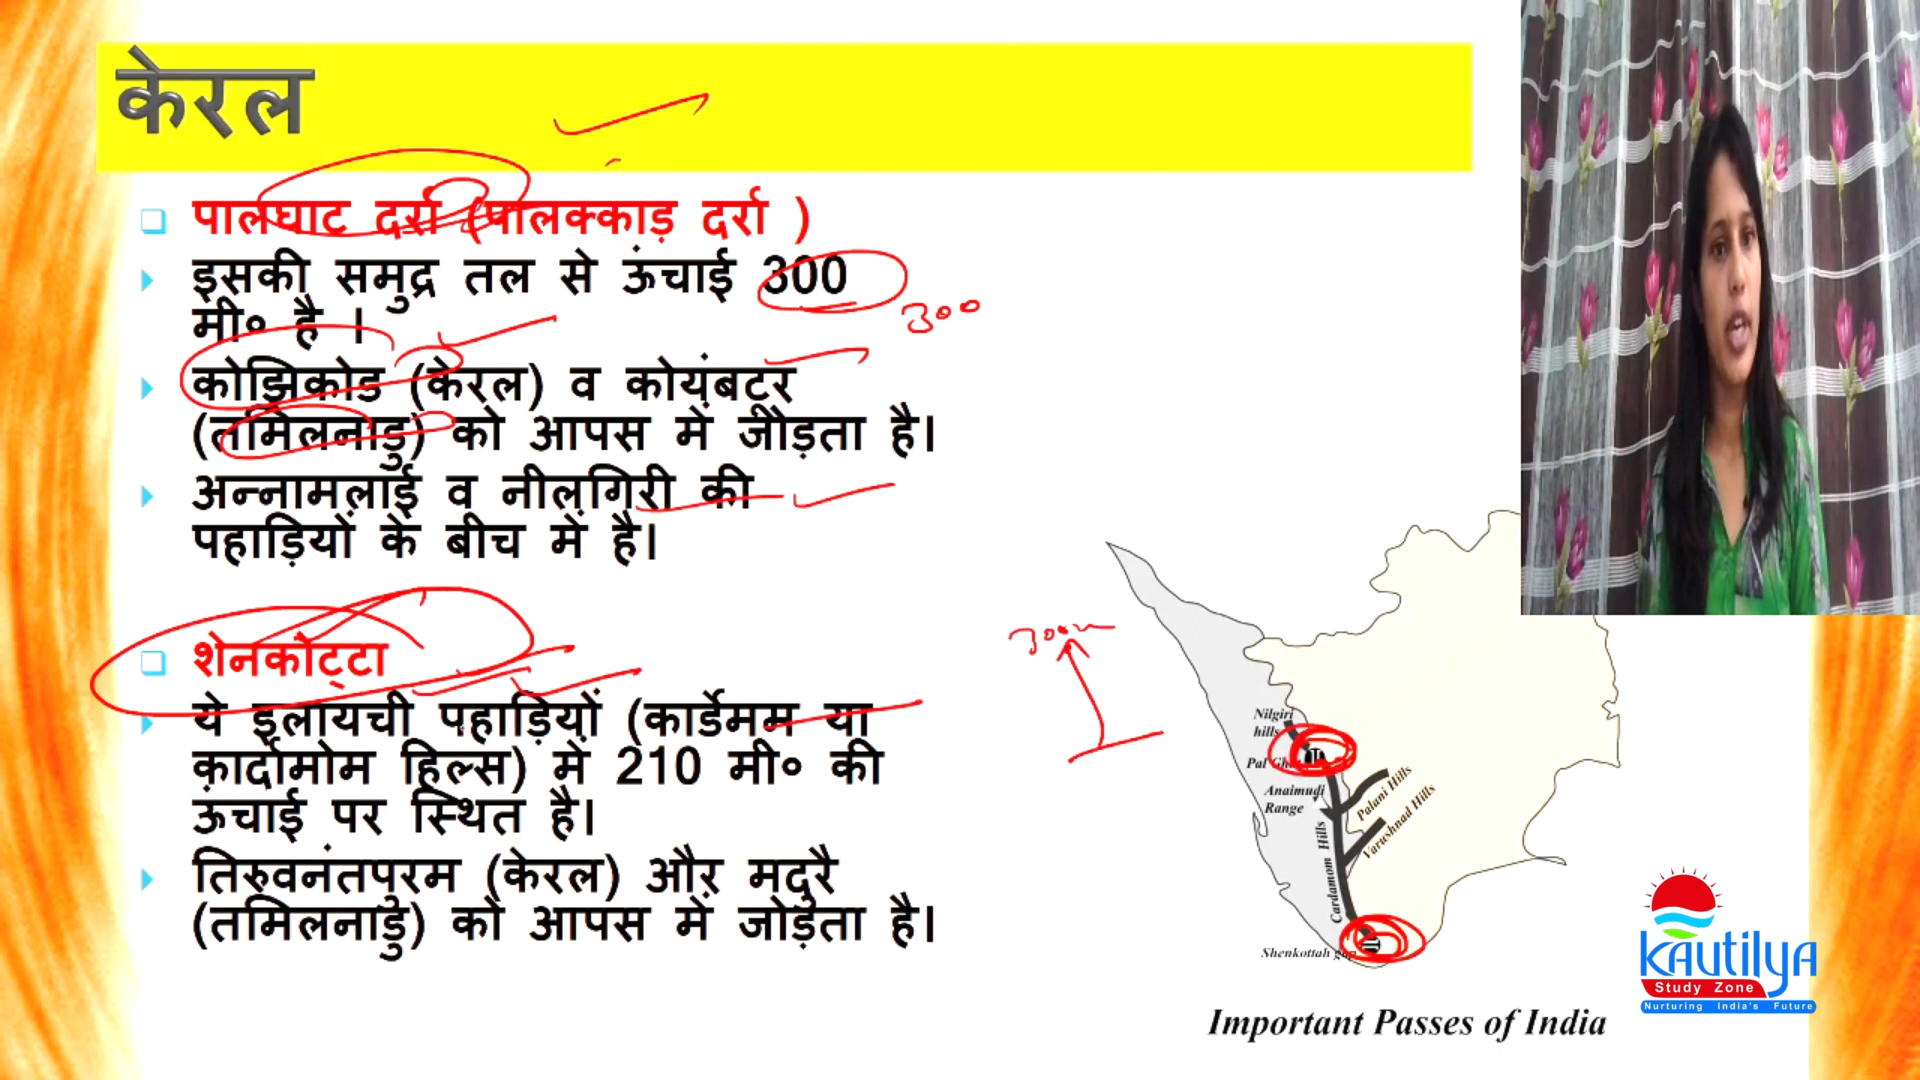 केरल
पालघाट दर्रा (पालक्काड़ दर्रा )
इसकी समुद्र तल से ऊंचाई 300
मी॰ है ।
300
कोझिकोड (केरल) व कोयंबटूर
(तमिलनाडु) को आपस में जोड़ता है।
अन्नामलाई व नीलगिरी की
पहाड़ियों के बीच में है।
शेनकोट्टा
ये इलायची पहाड़ियों (कार्डेमम या
कार्दामोम हिल्स) में 210 मी॰ की
ऊंचाई पर स्थित है।
तिरुवनंतपुरम (केरल) और मदुरै
(तमिलनाडु) को आपस में जोड़ता है।
300m
Nilgiri
hills
Pal Ghat
Anaimudi
Range
Palani Hills
Varushnad Hills
Cardamom Hills
Shenkottah gap
Important Passes of India
Kautilya
Study Zone
Nurturing India's Future